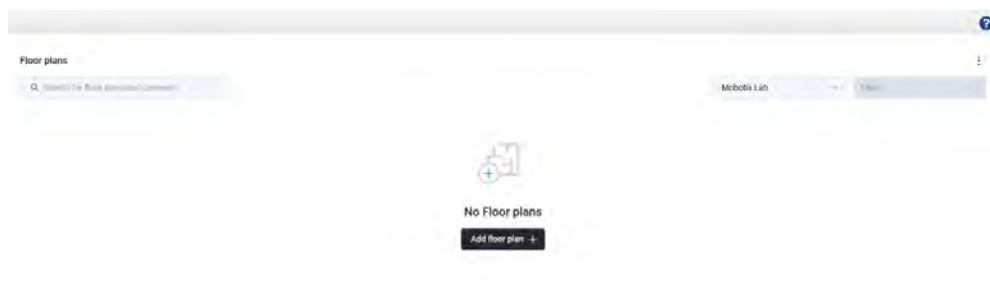 ?
Floor plans
Mobotix Lab
No Floor plans
Add floor plan +